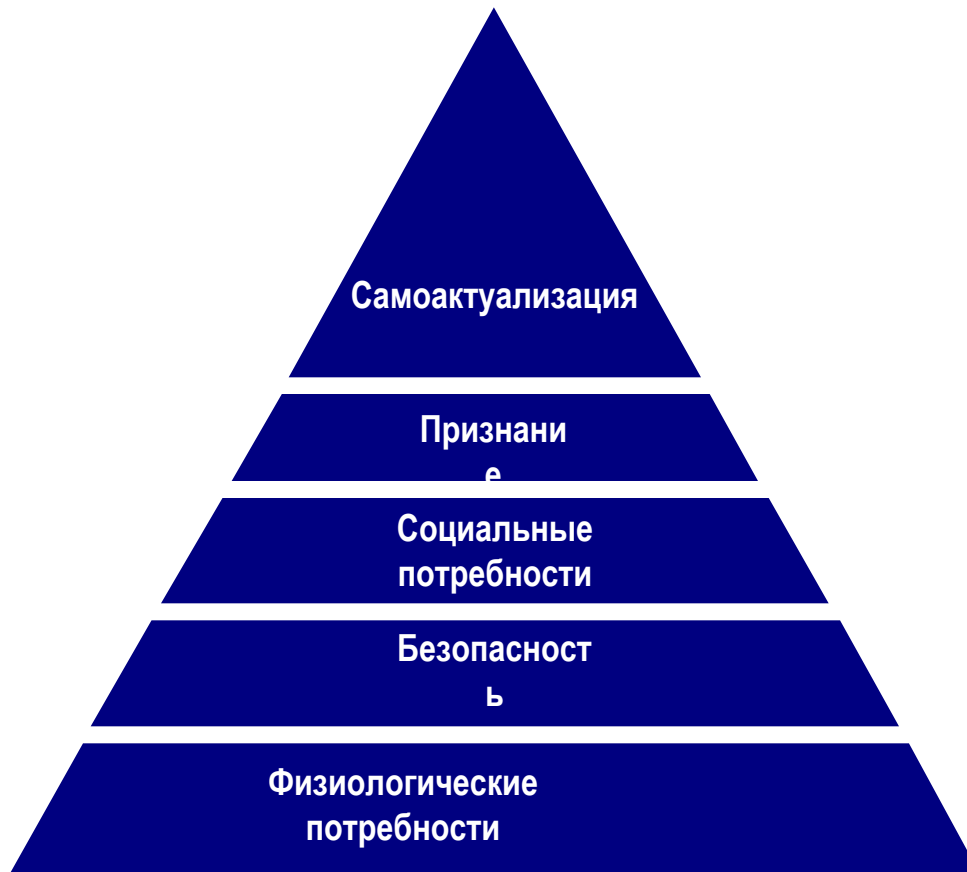 Самоактуализация
Признани
е
Социальные
потребности
Безопасност
ь
Физиологические
потребности